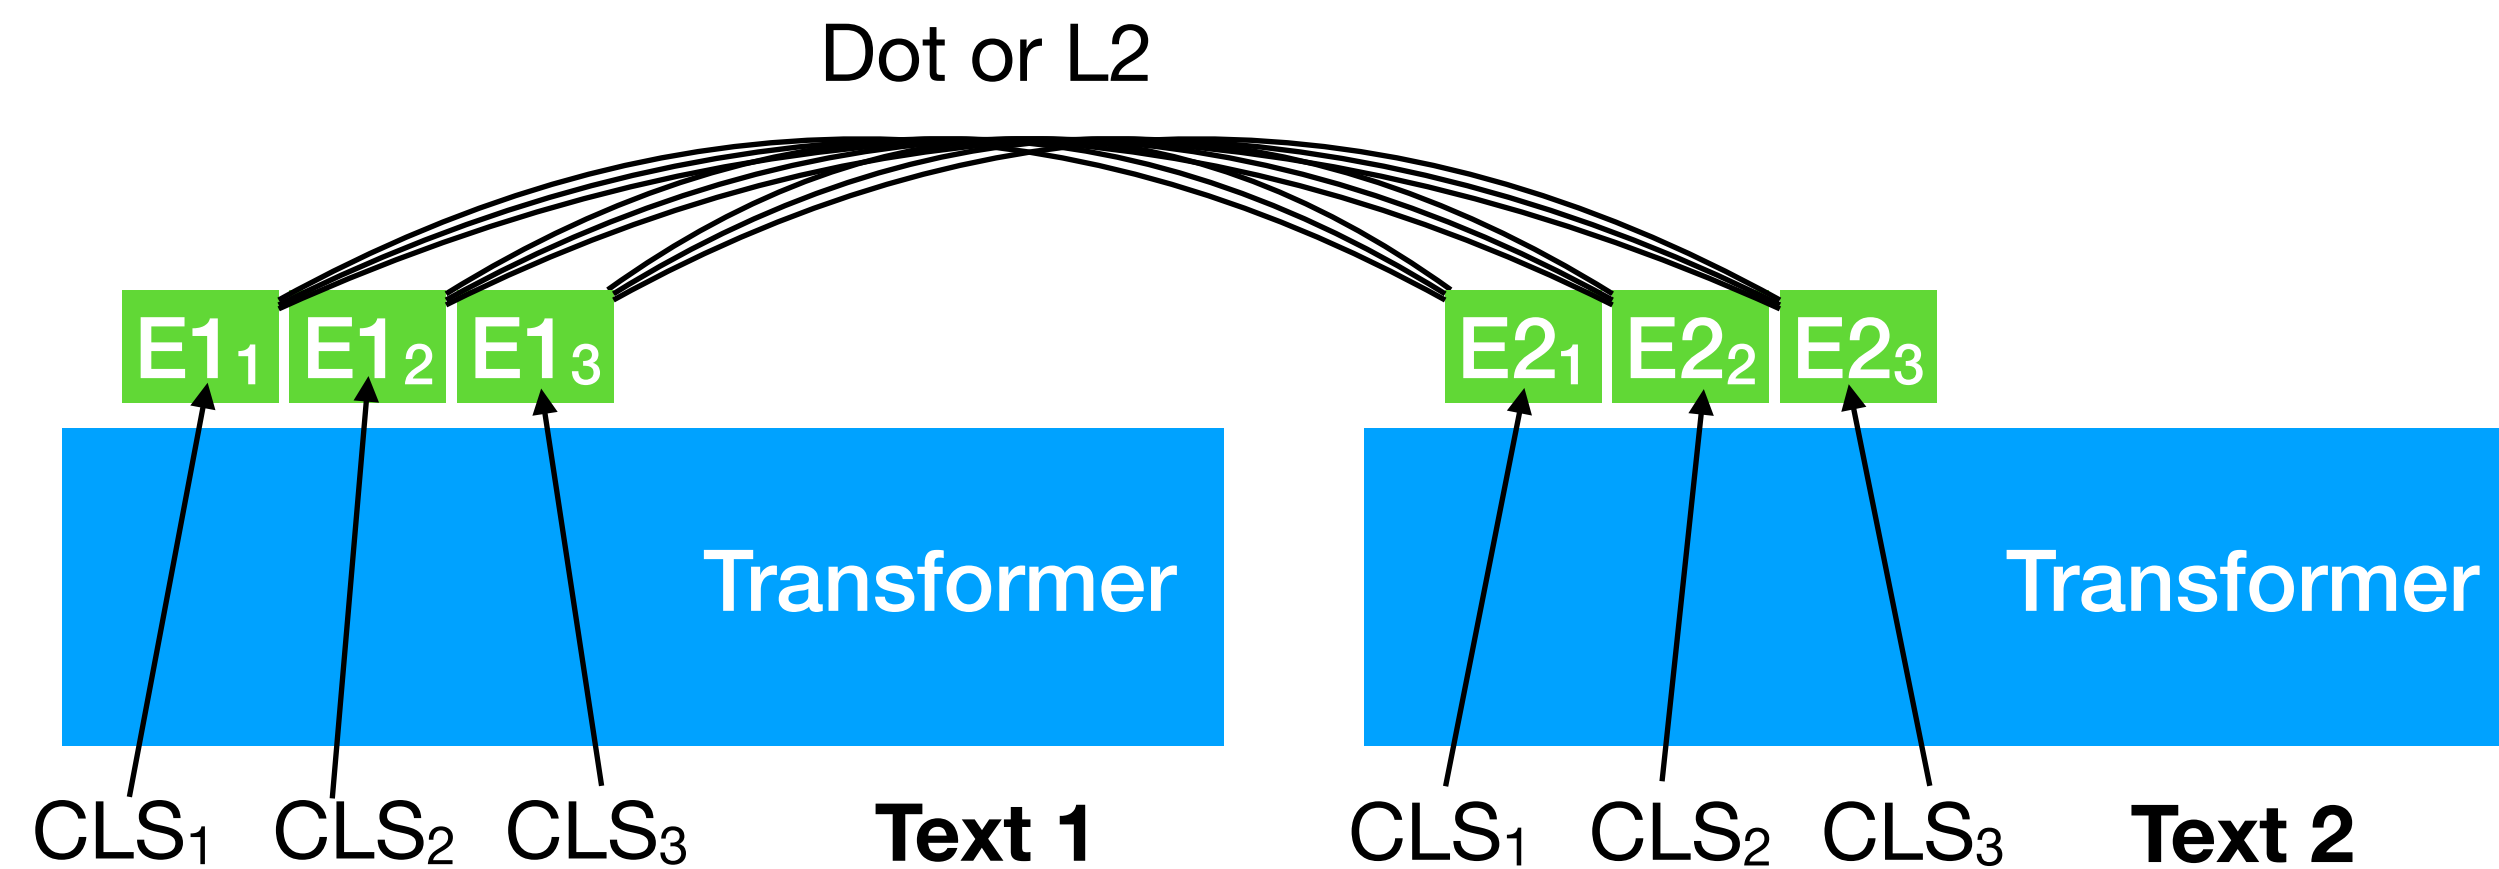 Dot or L2
E1₁ E1₂ E1₃ E2₁ E2₂ E2₃
Transformer Transformer
CLS₁ CLS₂ CLS₃ Text 1 CLS₁ CLS₂ CLS₃ Text 2